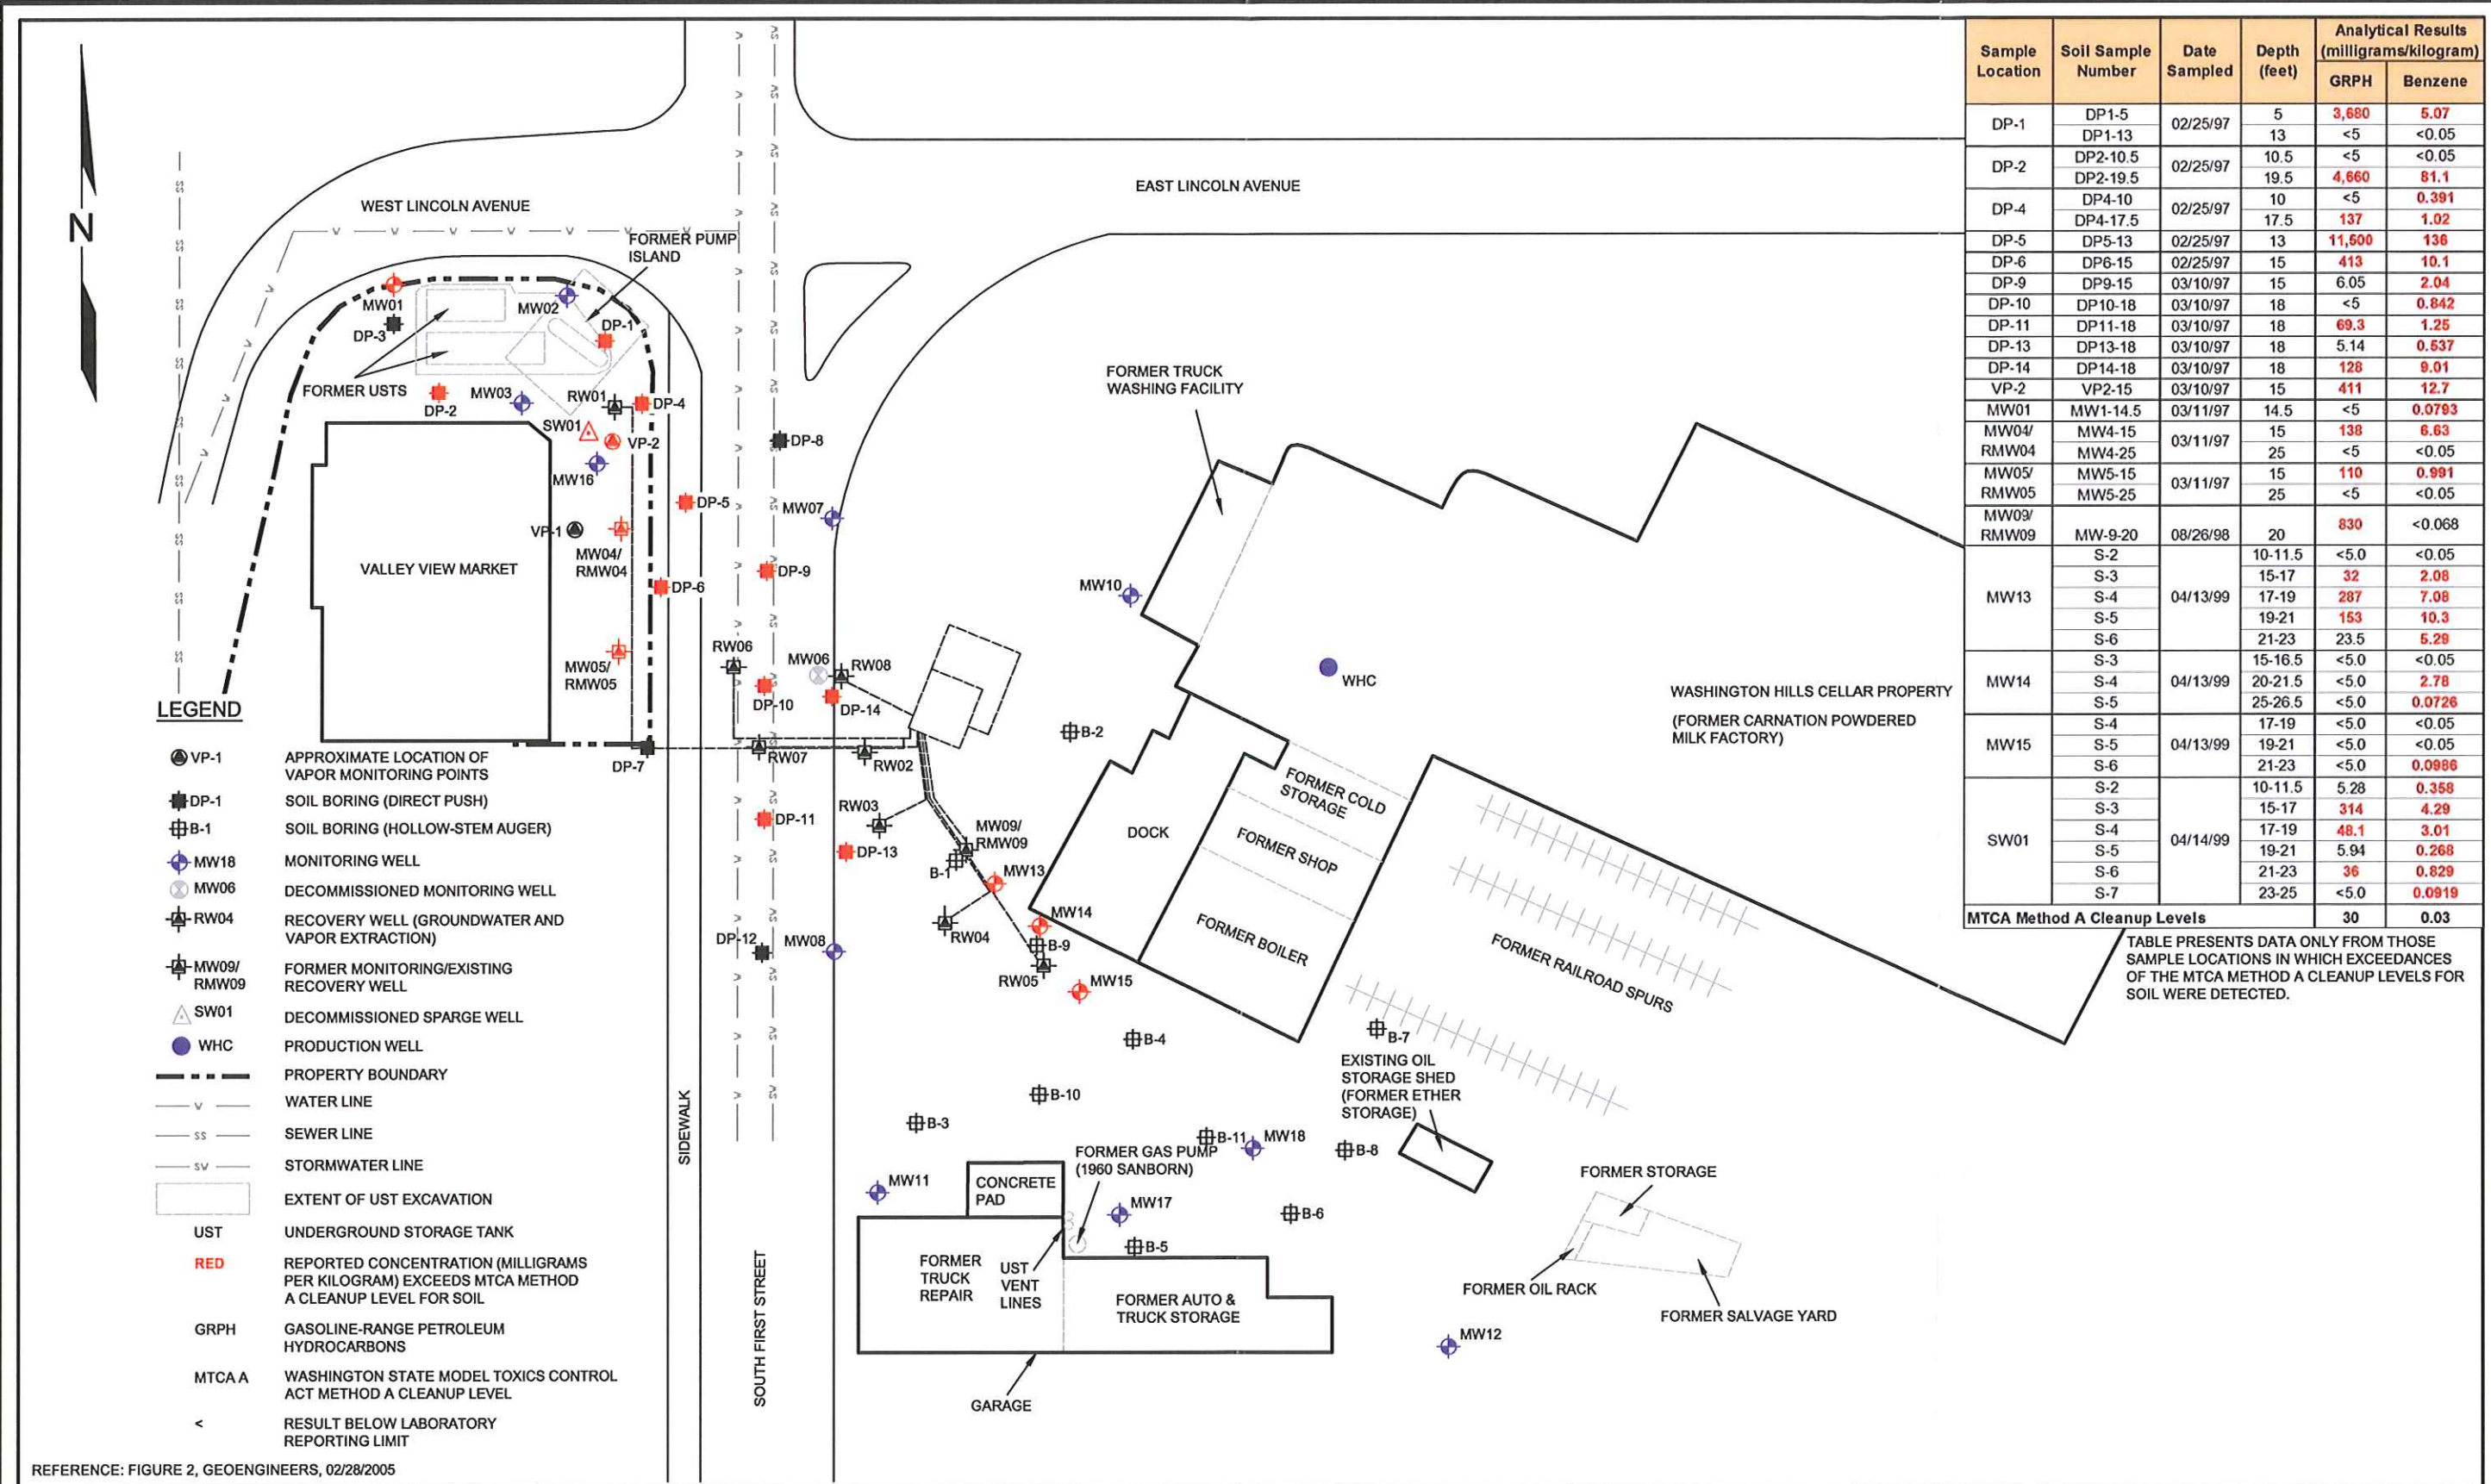 WEST LINCOLN AVENUE
EAST LINCOLN AVENUE
N
FORMER PUMP
ISLAND
MW01
DP-3
MW02
DP-1
FORMER USTS
DP-2
MW03
RW01
DP-4
SW01
VP-2
MW16
DP-5
DP-8
MW07
VP-1
MW04/
RMW04
VALLEY VIEW MARKET
DP-6
DP-9
MW05/
RMW05
RW06
MW06
RW08
DP-10
DP-14
DP-7
RW07
RW02
RW03
DP-11
DP-13
MW09/
RMW09
B-1
MW13
RW04
MW14
B-9
RW05
MW15
DP-12
MW08
FORMER TRUCK
WASHING FACILITY
MW10
WHC
B-2
WASHINGTON HILLS CELLAR PROPERTY
(FORMER CARNATION POWDERED
MILK FACTORY)
FORMER COLD
STORAGE
DOCK
FORMER SHOP
FORMER BOILER
FORMER RAILROAD SPURS
B-4
B-7
EXISTING OIL
STORAGE SHED
(FORMER ETHER
STORAGE)
B-10
B-3
B-11
MW18
B-8
FORMER GAS PUMP
(1960 SANBORN)
MW11
CONCRETE
PAD
MW17
B-6
B-5
FORMER
TRUCK
REPAIR
UST
VENT
LINES
FORMER AUTO &
TRUCK STORAGE
GARAGE
FORMER STORAGE
FORMER OIL RACK
FORMER SALVAGE YARD
MW12
SIDEWALK
SOUTH FIRST STREET
LEGEND
VP-1 APPROXIMATE LOCATION OF
VAPOR MONITORING POINTS
DP-1 SOIL BORING (DIRECT PUSH)
B-1 SOIL BORING (HOLLOW-STEM AUGER)
MW18 MONITORING WELL
MW06 DECOMMISSIONED MONITORING WELL
RW04 RECOVERY WELL (GROUNDWATER AND
VAPOR EXTRACTION)
MW09/ FORMER MONITORING/EXISTING
RMW09 RECOVERY WELL
SW01 DECOMMISSIONED SPARGE WELL
WHC PRODUCTION WELL
PROPERTY BOUNDARY
WATER LINE
SS SEWER LINE
SW STORMWATER LINE
EXTENT OF UST EXCAVATION
UST UNDERGROUND STORAGE TANK
RED REPORTED CONCENTRATION (MILLIGRAMS
PER KILOGRAM) EXCEEDS MTCA METHOD
A CLEANUP LEVEL FOR SOIL
GRPH GASOLINE-RANGE PETROLEUM
HYDROCARBONS
MTCA A WASHINGTON STATE MODEL TOXICS CONTROL
ACT METHOD A CLEANUP LEVEL
< RESULT BELOW LABORATORY
REPORTING LIMIT
REFERENCE: FIGURE 2, GEOENGINEERS, 02/28/2005
Sample Location Soil Sample Number Date Sampled Depth (feet) Analytical Results (milligrams/kilogram)
GRPH Benzene
DP-1 DP1-5 02/25/97 5 3,680 5.07
DP1-13 13 <5 <0.05
DP-2 DP2-10.5 02/25/97 10.5 <5 <0.05
DP2-19.5 19.5 4,660 81.1
DP-4 DP4-10 02/25/97 10 <5 0.391
DP4-17.5 17.5 137 1.02
DP-5 DP5-13 02/25/97 13 11,500 136
DP-6 DP6-15 02/25/97 15 413 10.1
DP-9 DP9-15 03/10/97 15 6.05 2.04
DP-10 DP10-18 03/10/97 18 <5 0.842
DP-11 DP11-18 03/10/97 18 69.3 1.25
DP-13 DP13-18 03/10/97 18 5.14 0.537
DP-14 DP14-18 03/10/97 18 128 9.01
VP-2 VP2-15 03/10/97 15 411 12.7
MW01 MW1-14.5 03/11/97 14.5 <5 0.0793
MW04/ MW4-15 03/11/97 15 138 6.63
RMW04 MW4-25 25 <5 <0.05
MW05/ MW5-15 03/11/97 15 110 0.991
RMW05 MW5-25 25 <5 <0.05
MW09/
RMW09 MW-9-20 08/26/98 20 830 <0.068
MW13 S-2 04/13/99 10-11.5 <5.0 <0.05
S-3 15-17 32 2.08
S-4 17-19 287 7.08
S-5 19-21 153 10.3
S-6 21-23 23.5 5.29
MW14 S-3 04/13/99 15-16.5 <5.0 <0.05
S-4 20-21.5 <5.0 2.78
S-5 25-26.5 <5.0 0.0726
MW15 S-4 04/13/99 17-19 <5.0 <0.05
S-5 19-21 <5.0 <0.05
S-6 21-23 <5.0 0.0986
SW01 S-2 04/14/99 10-11.5 5.28 0.358
S-3 15-17 314 4.29
S-4 17-19 48.1 3.01
S-5 19-21 5.94 0.268
S-6 21-23 36 0.829
S-7 23-25 <5.0 0.0919
MTCA Method A Cleanup Levels 30 0.03
TABLE PRESENTS DATA ONLY FROM THOSE
SAMPLE LOCATIONS IN WHICH EXCEEDANCES
OF THE MTCA METHOD A CLEANUP LEVELS FOR
SOIL WERE DETECTED.